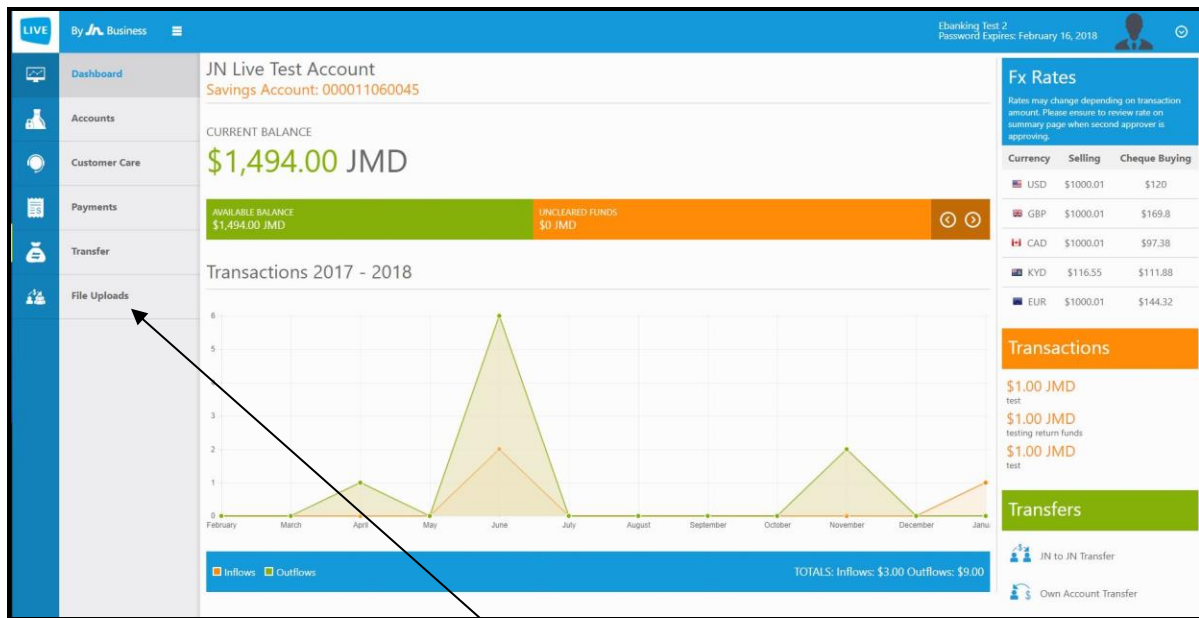 LIVE By Jn Business
Ebanking Test 2
Password Expires: February 16, 2018
Dashboard
Accounts
Customer Care
Payments
Transfer
File Uploads
JN Live Test Account
Savings Account: 000011060045
CURRENT BALANCE
$1,494.00 JMD
AVAILABLE BALANCE
$1,494.00 JMD
UNCLEARED FUNDS
$0 JMD
Transactions 2017 - 2018
6
5
3
2
1
0
February March April May June July August September October November December Janu
Inflows Outflows TOTALS: Inflows: $3.00 Outflows: $9.00
Fx Rates
Rates may change depending on transaction
amount. Please ensure to review rate on
summary page when second approver is
approving.
Currency Selling Cheque Buying
USD $1000.01 $120
GBP $1000.01 $169.8
CAD $1000.01 $97.38
KYD $116.55 $111.88
EUR $1000.01 $144.32
Transactions
$1.00 JMD
test
$1.00 JMD
testing return funds
$1.00 JMD
test
Transfers
JN to JN Transfer
Own Account Transfer